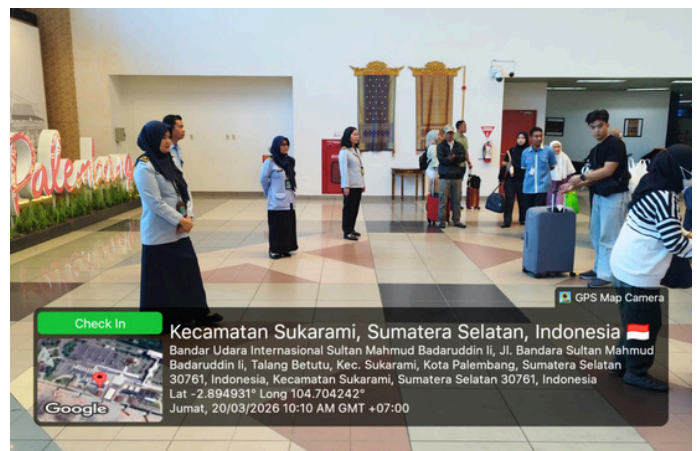 Palembang
GPS Map Camera
Check In
Kecamatan Sukarami, Sumatera Selatan, Indonesia
Bandar Udara Internasional Sultan Mahmud Badaruddin Ii, Jl. Bandara Sultan Mahmud
Badaruddin Ii, Talang Betutu, Kec. Sukarami, Kota Palembang, Sumatera Selatan
30761, Indonesia, Kecamatan Sukarami, Sumatera Selatan 30761, Indonesia
Lat -2.894931° Long 104.704242°
Jumat, 20/03/2026 10:10 AM GMT +07:00
Google